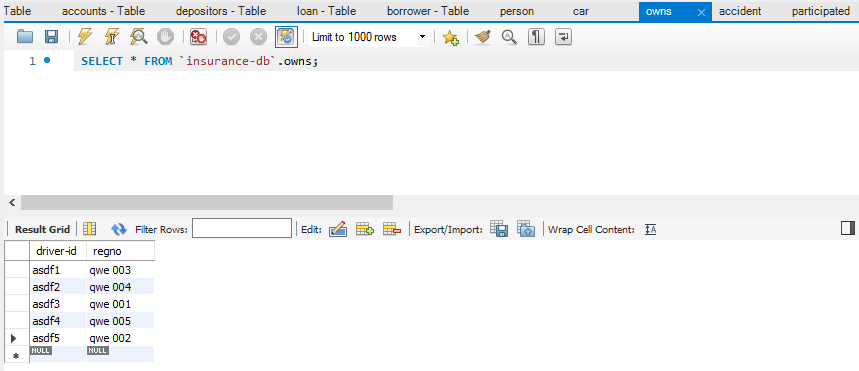 Table accounts - Table depositors - Table loan - Table borrower - Table person car owns accident participated
Limit to 1000 rows
1 SELECT * FROM `insurance-db`.owns;
Result Grid Filter Rows: Edit: Export/Import: Wrap Cell Content:
driver-id regno
asdf1 qwe 003
asdf2 qwe 004
asdf3 qwe 001
asdf4 qwe 005
asdf5 qwe 002
NULL NULL